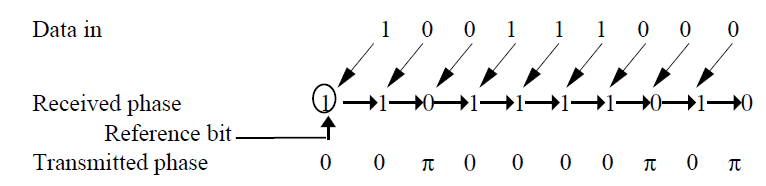 Data in 1 0 0 1 1 1 0 0 0
Received phase 1 1 0 1 1 1 1 0 1 0
Reference bit
Transmitted phase 0 0 π 0 0 0 0 π 0 π